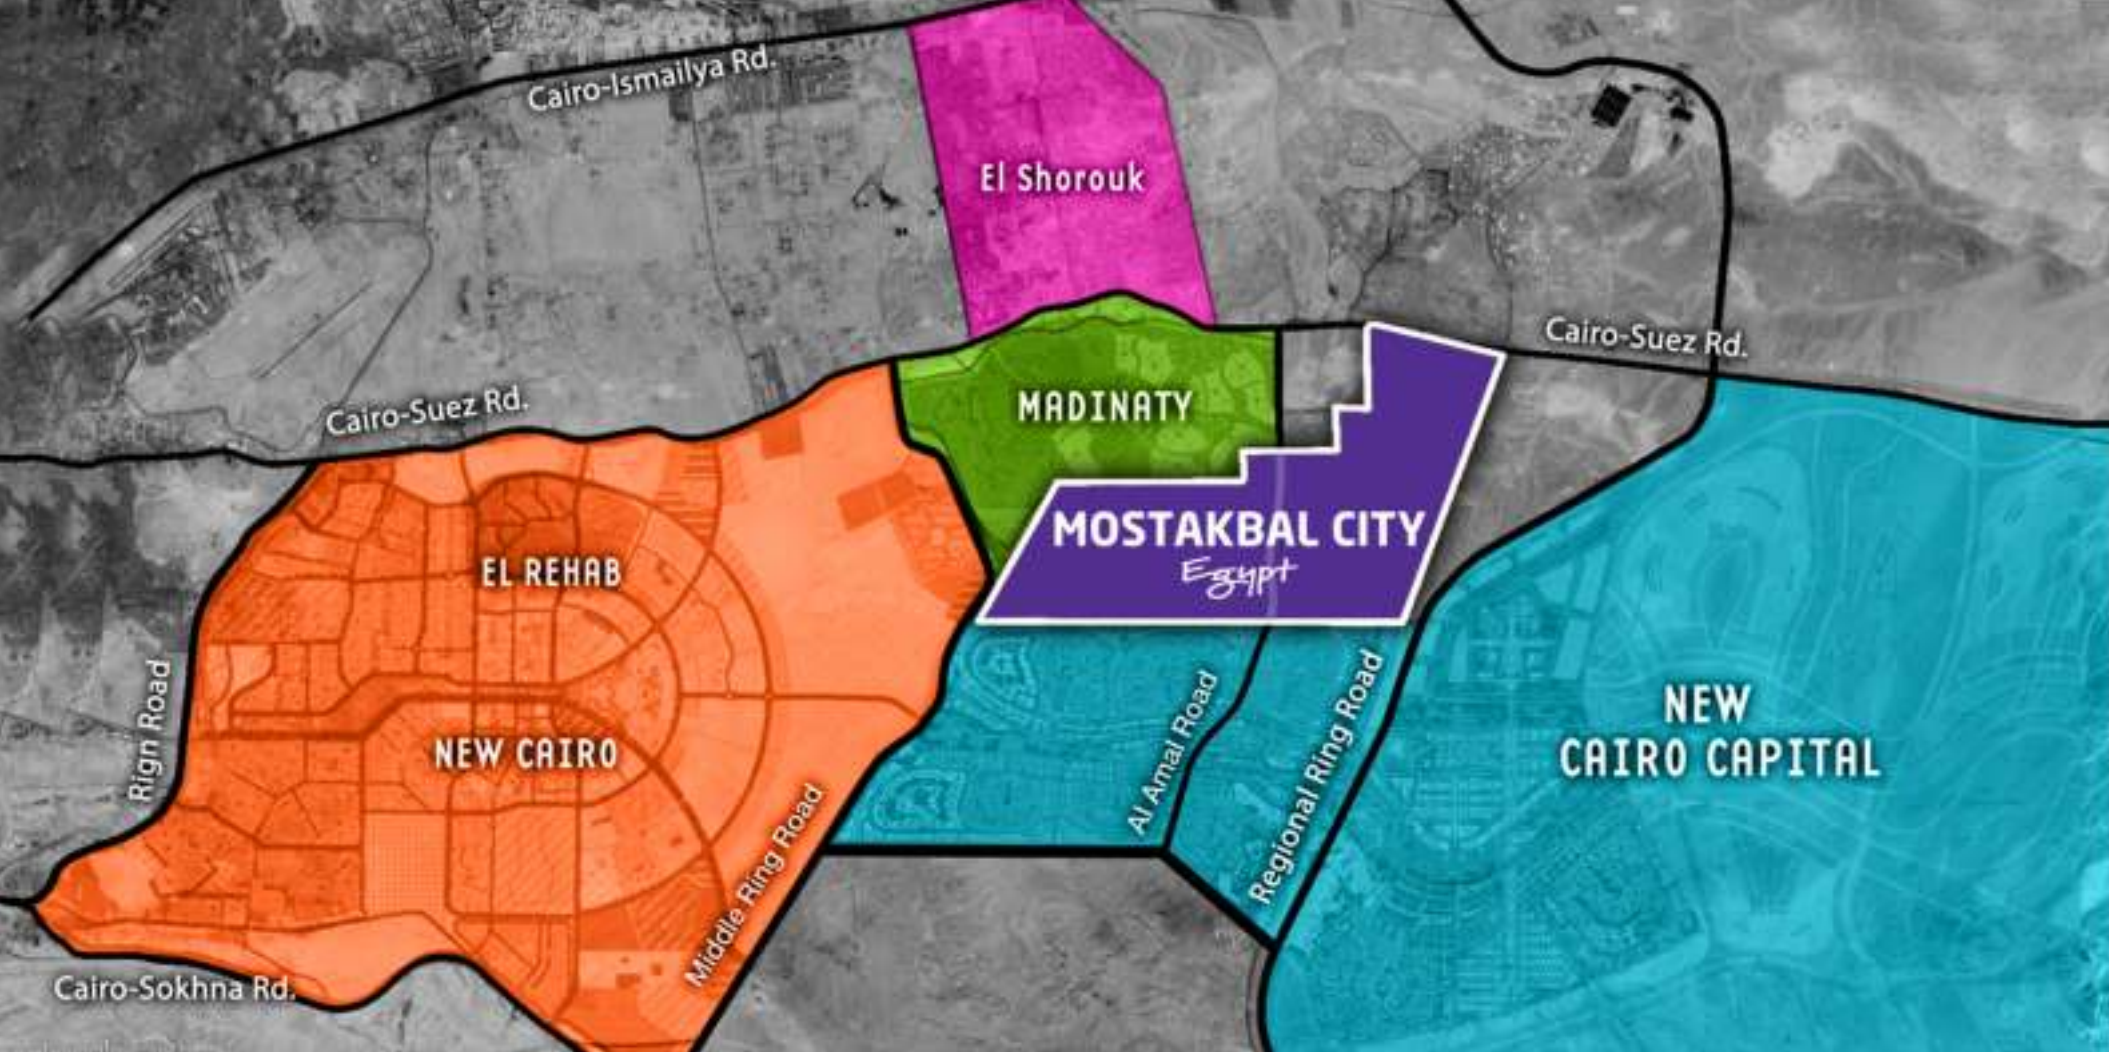 Cairo-Ismailya Rd.
El Shorouk
Cairo-Suez Rd.
Cairo-Suez Rd.
MADINATY
MOSTAKBAL CITY
Egypt
EL REHAB
NEW CAIRO
NEW
CAIRO CAPITAL
Rign Road
Al Amal Road
Regional Ring Road
Middle Ring Road
Cairo-Sokhna Rd.